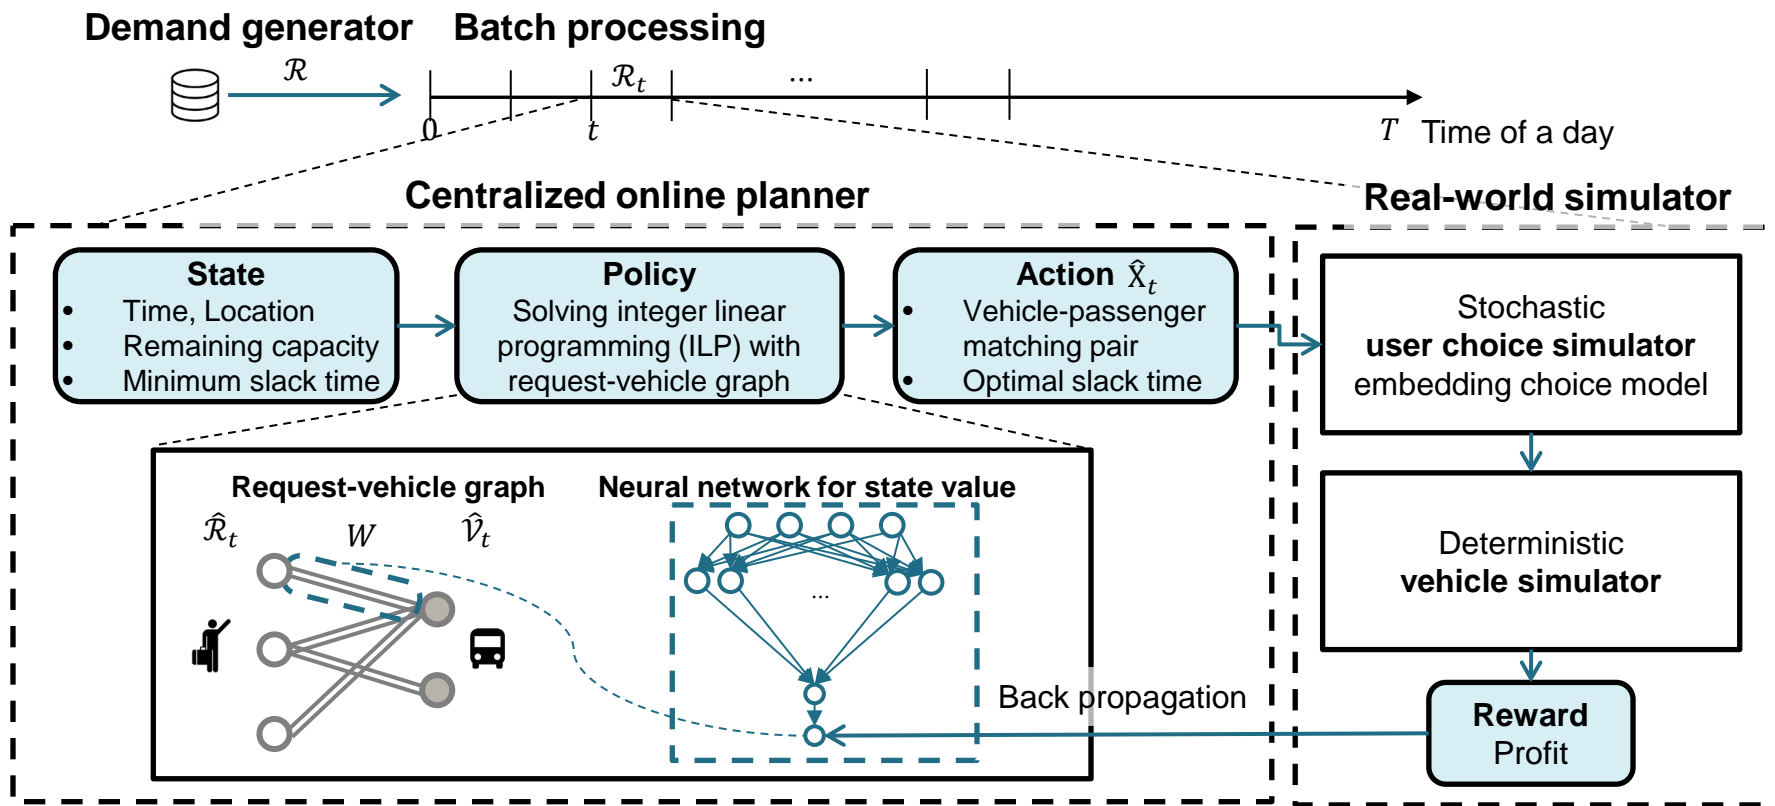 Demand generator
Batch processing
ℛ
ℛ_t
...
0
t
T
Time of a day
Centralized online planner
Real-world simulator
State
• Time, Location
• Remaining capacity
• Minimum slack time
Policy
Solving integer linear
programming (ILP) with
request-vehicle graph
Action X̂_t
• Vehicle-passenger
matching pair
• Optimal slack time
Stochastic
user choice simulator
embedding choice model
Request-vehicle graph
ℛ̂_t
W
𝒱̂_t
Neural network for state value
...
Deterministic
vehicle simulator
Back propagation
Reward
Profit